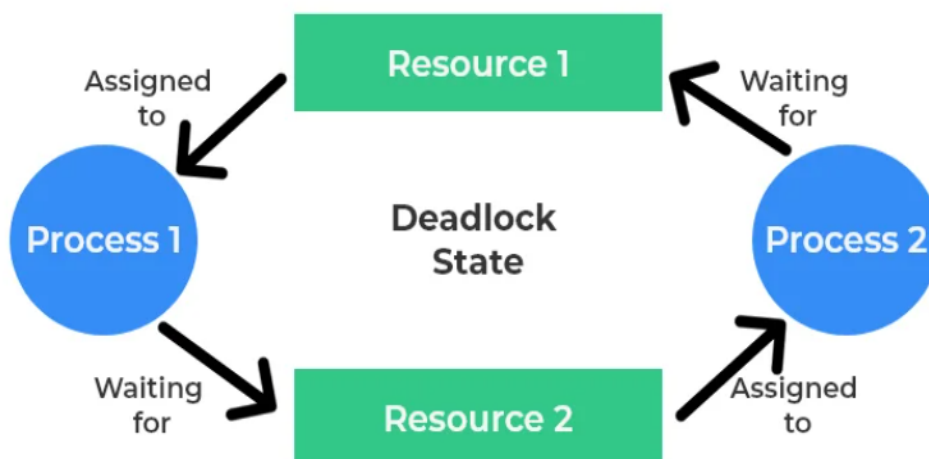 Resource 1
Assigned
to
Waiting
for
Process 1
Deadlock
State
Process 2
Waiting
for
Resource 2
Assigned
to